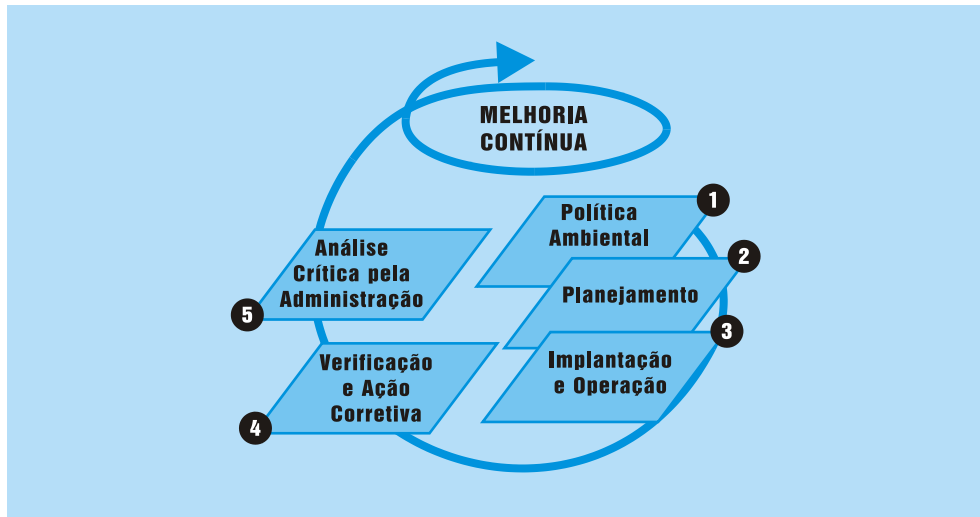 MELHORIA
CONTÍNUA
1
Política
Ambiental
2
Planejamento
3
Implantação
e Operação
4
Verificação
e Ação
Corretiva
5
Análise
Crítica pela
Administração